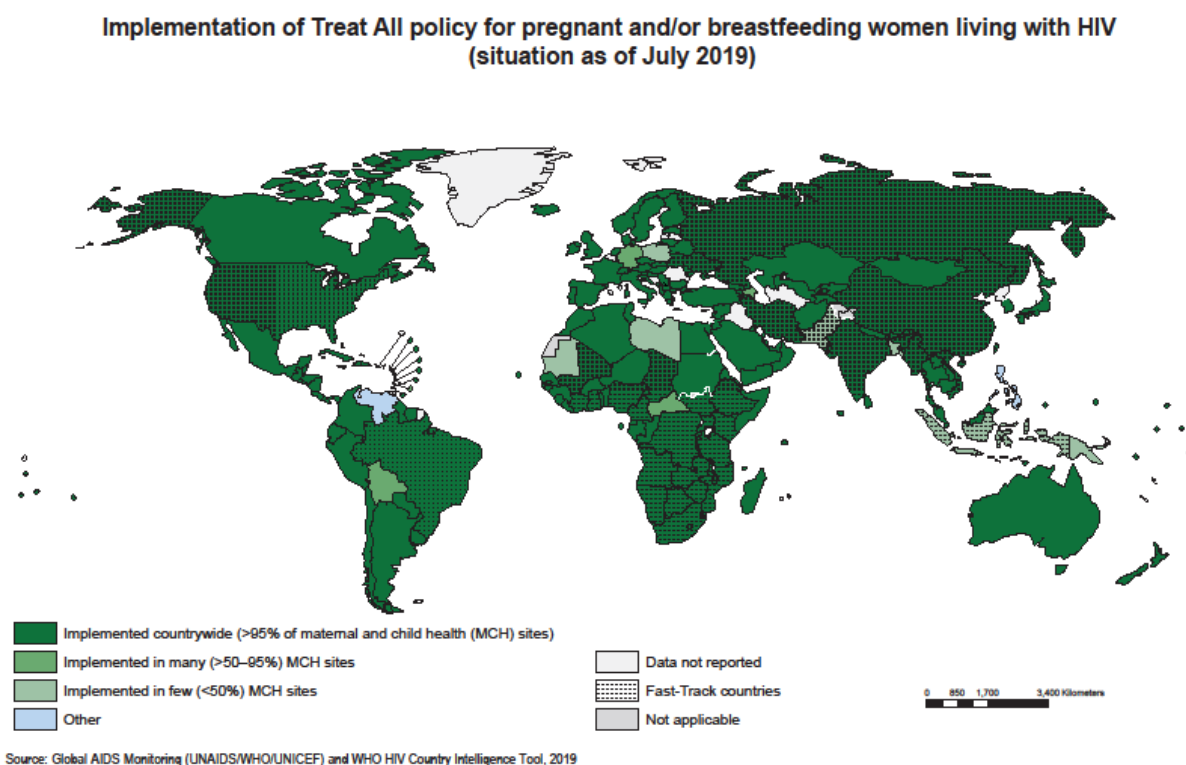 Implementation of Treat All policy for pregnant and/or breastfeeding women living with HIV
(situation as of July 2019)
Implemented countrywide (>95% of maternal and child health (MCH) sites)
Implemented in many (>50–95%) MCH sites
Implemented in few (<50%) MCH sites
Other
Data not reported
Fast-Track countries
Not applicable
0 850 1,700 3,400 Kilometers
Source: Global AIDS Monitoring (UNAIDS/WHO/UNICEF) and WHO HIV Country Intelligence Tool, 2019